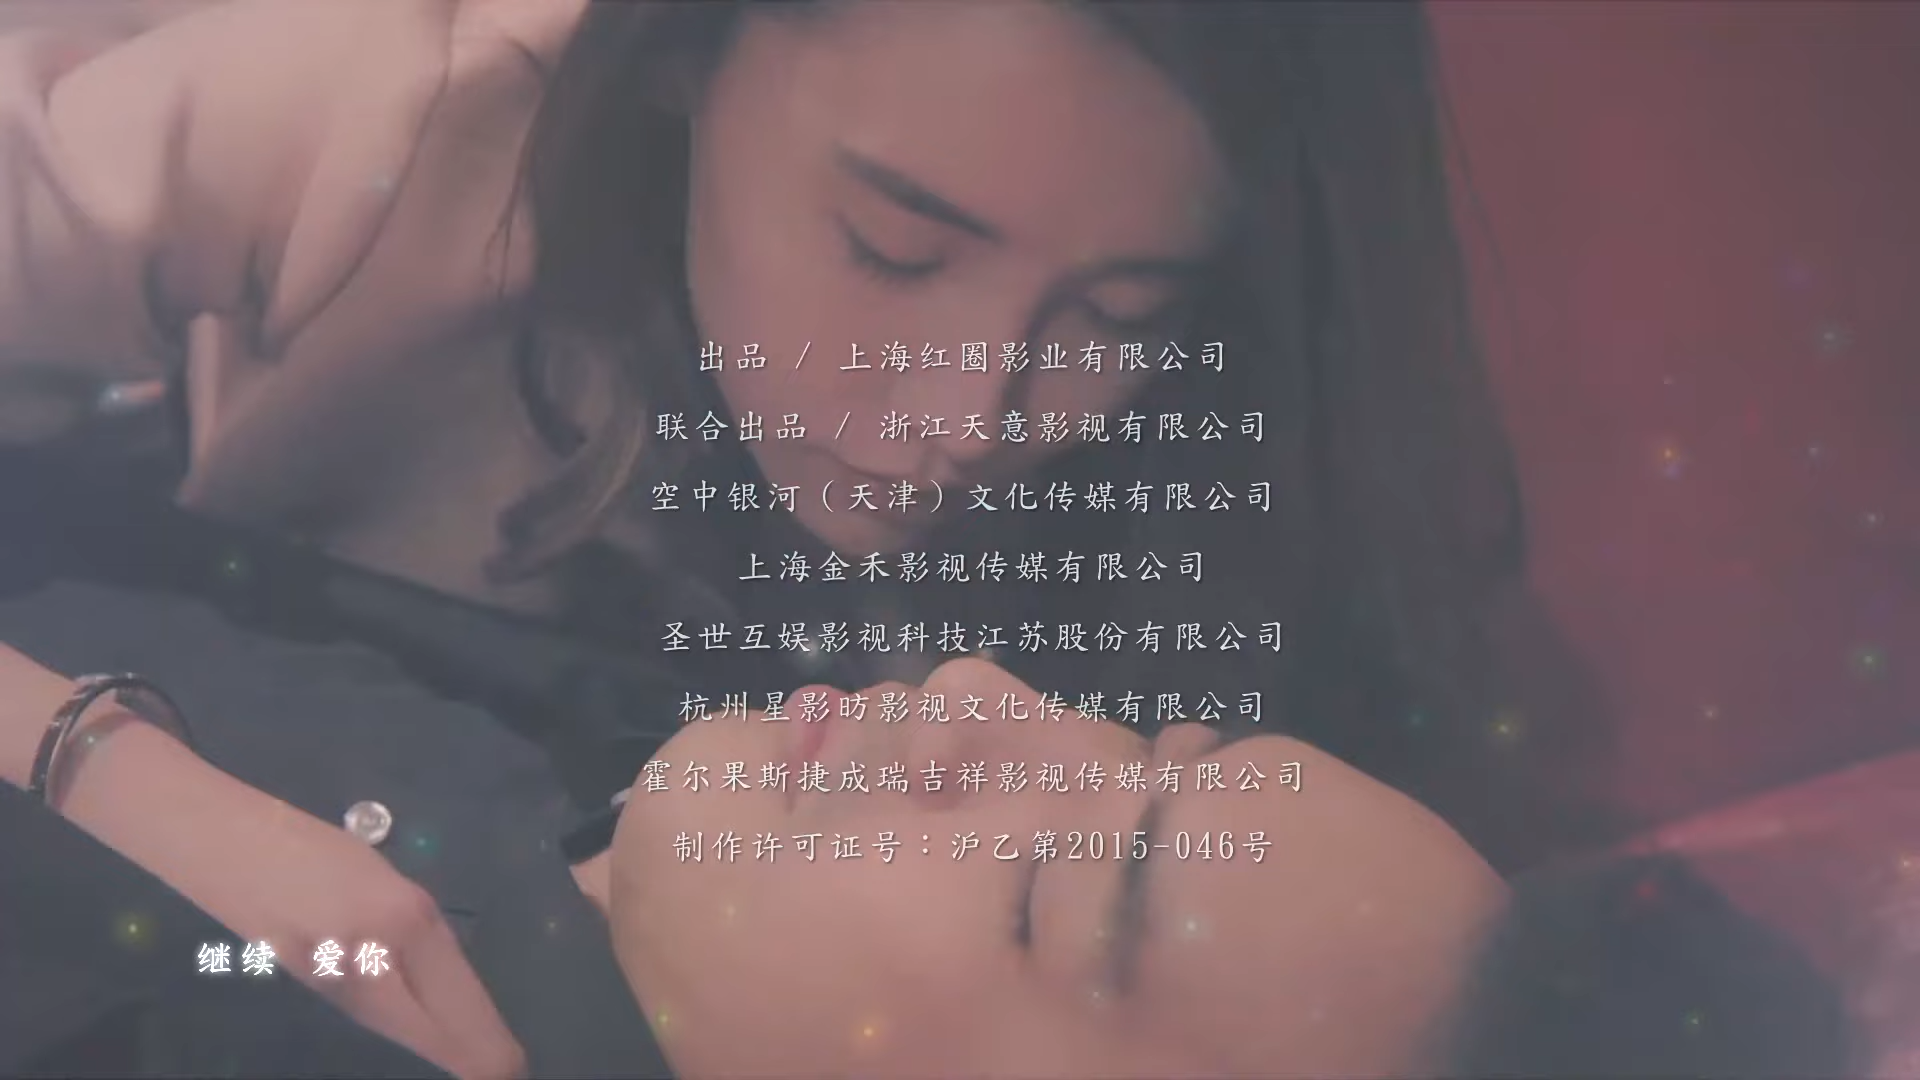 出品 / 上海红圈影业有限公司
联合出品 / 浙江天意影视有限公司
空中银河（天津）文化传媒有限公司
上海金禾影视传媒有限公司
圣世互娱影视科技江苏股份有限公司
杭州星影昉影视文化传媒有限公司
霍尔果斯捷成瑞吉祥影视传媒有限公司
制作许可证号：沪乙第2015-046号
继续 爱你